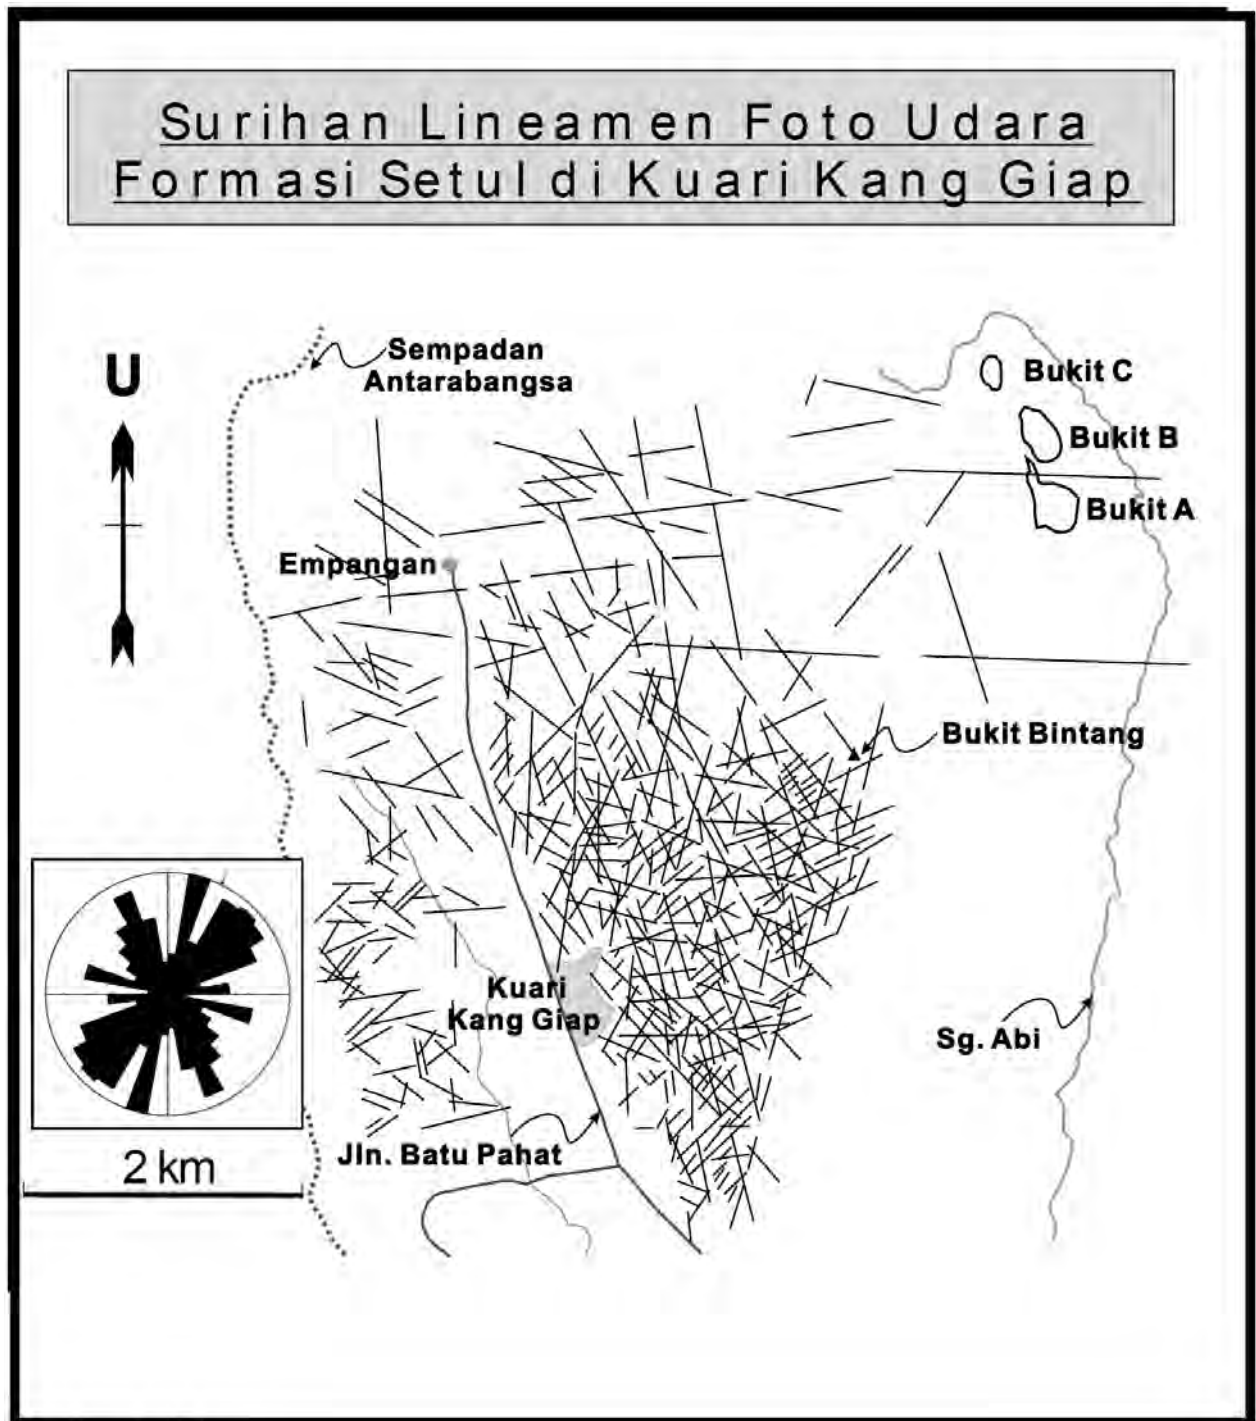 Surihan Lineamen Foto Udara
Formasi Setul di Kuari Kang Giap
U
Sempadan
Antarabangsa
Bukit C
Bukit B
Bukit A
Empangan
Bukit Bintang
Kuari
Kang Giap
Sg. Abi
Jln. Batu Pahat
2 km